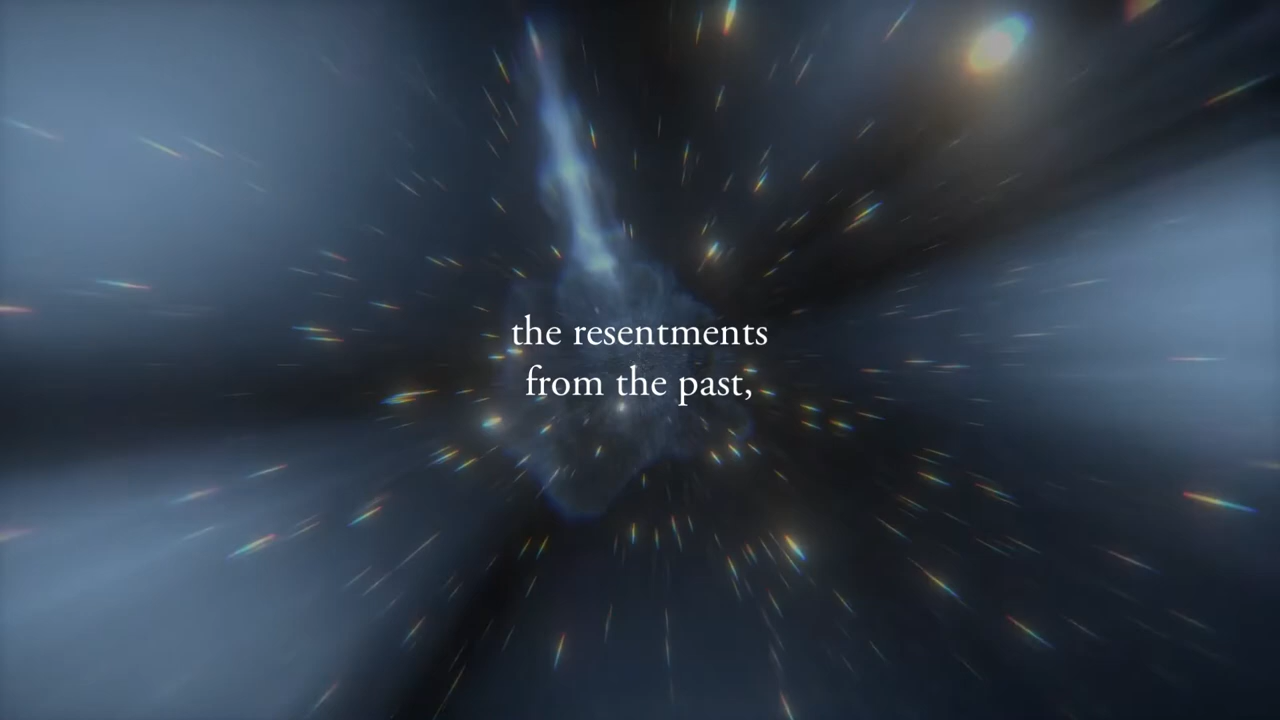 the resentments
from the past,